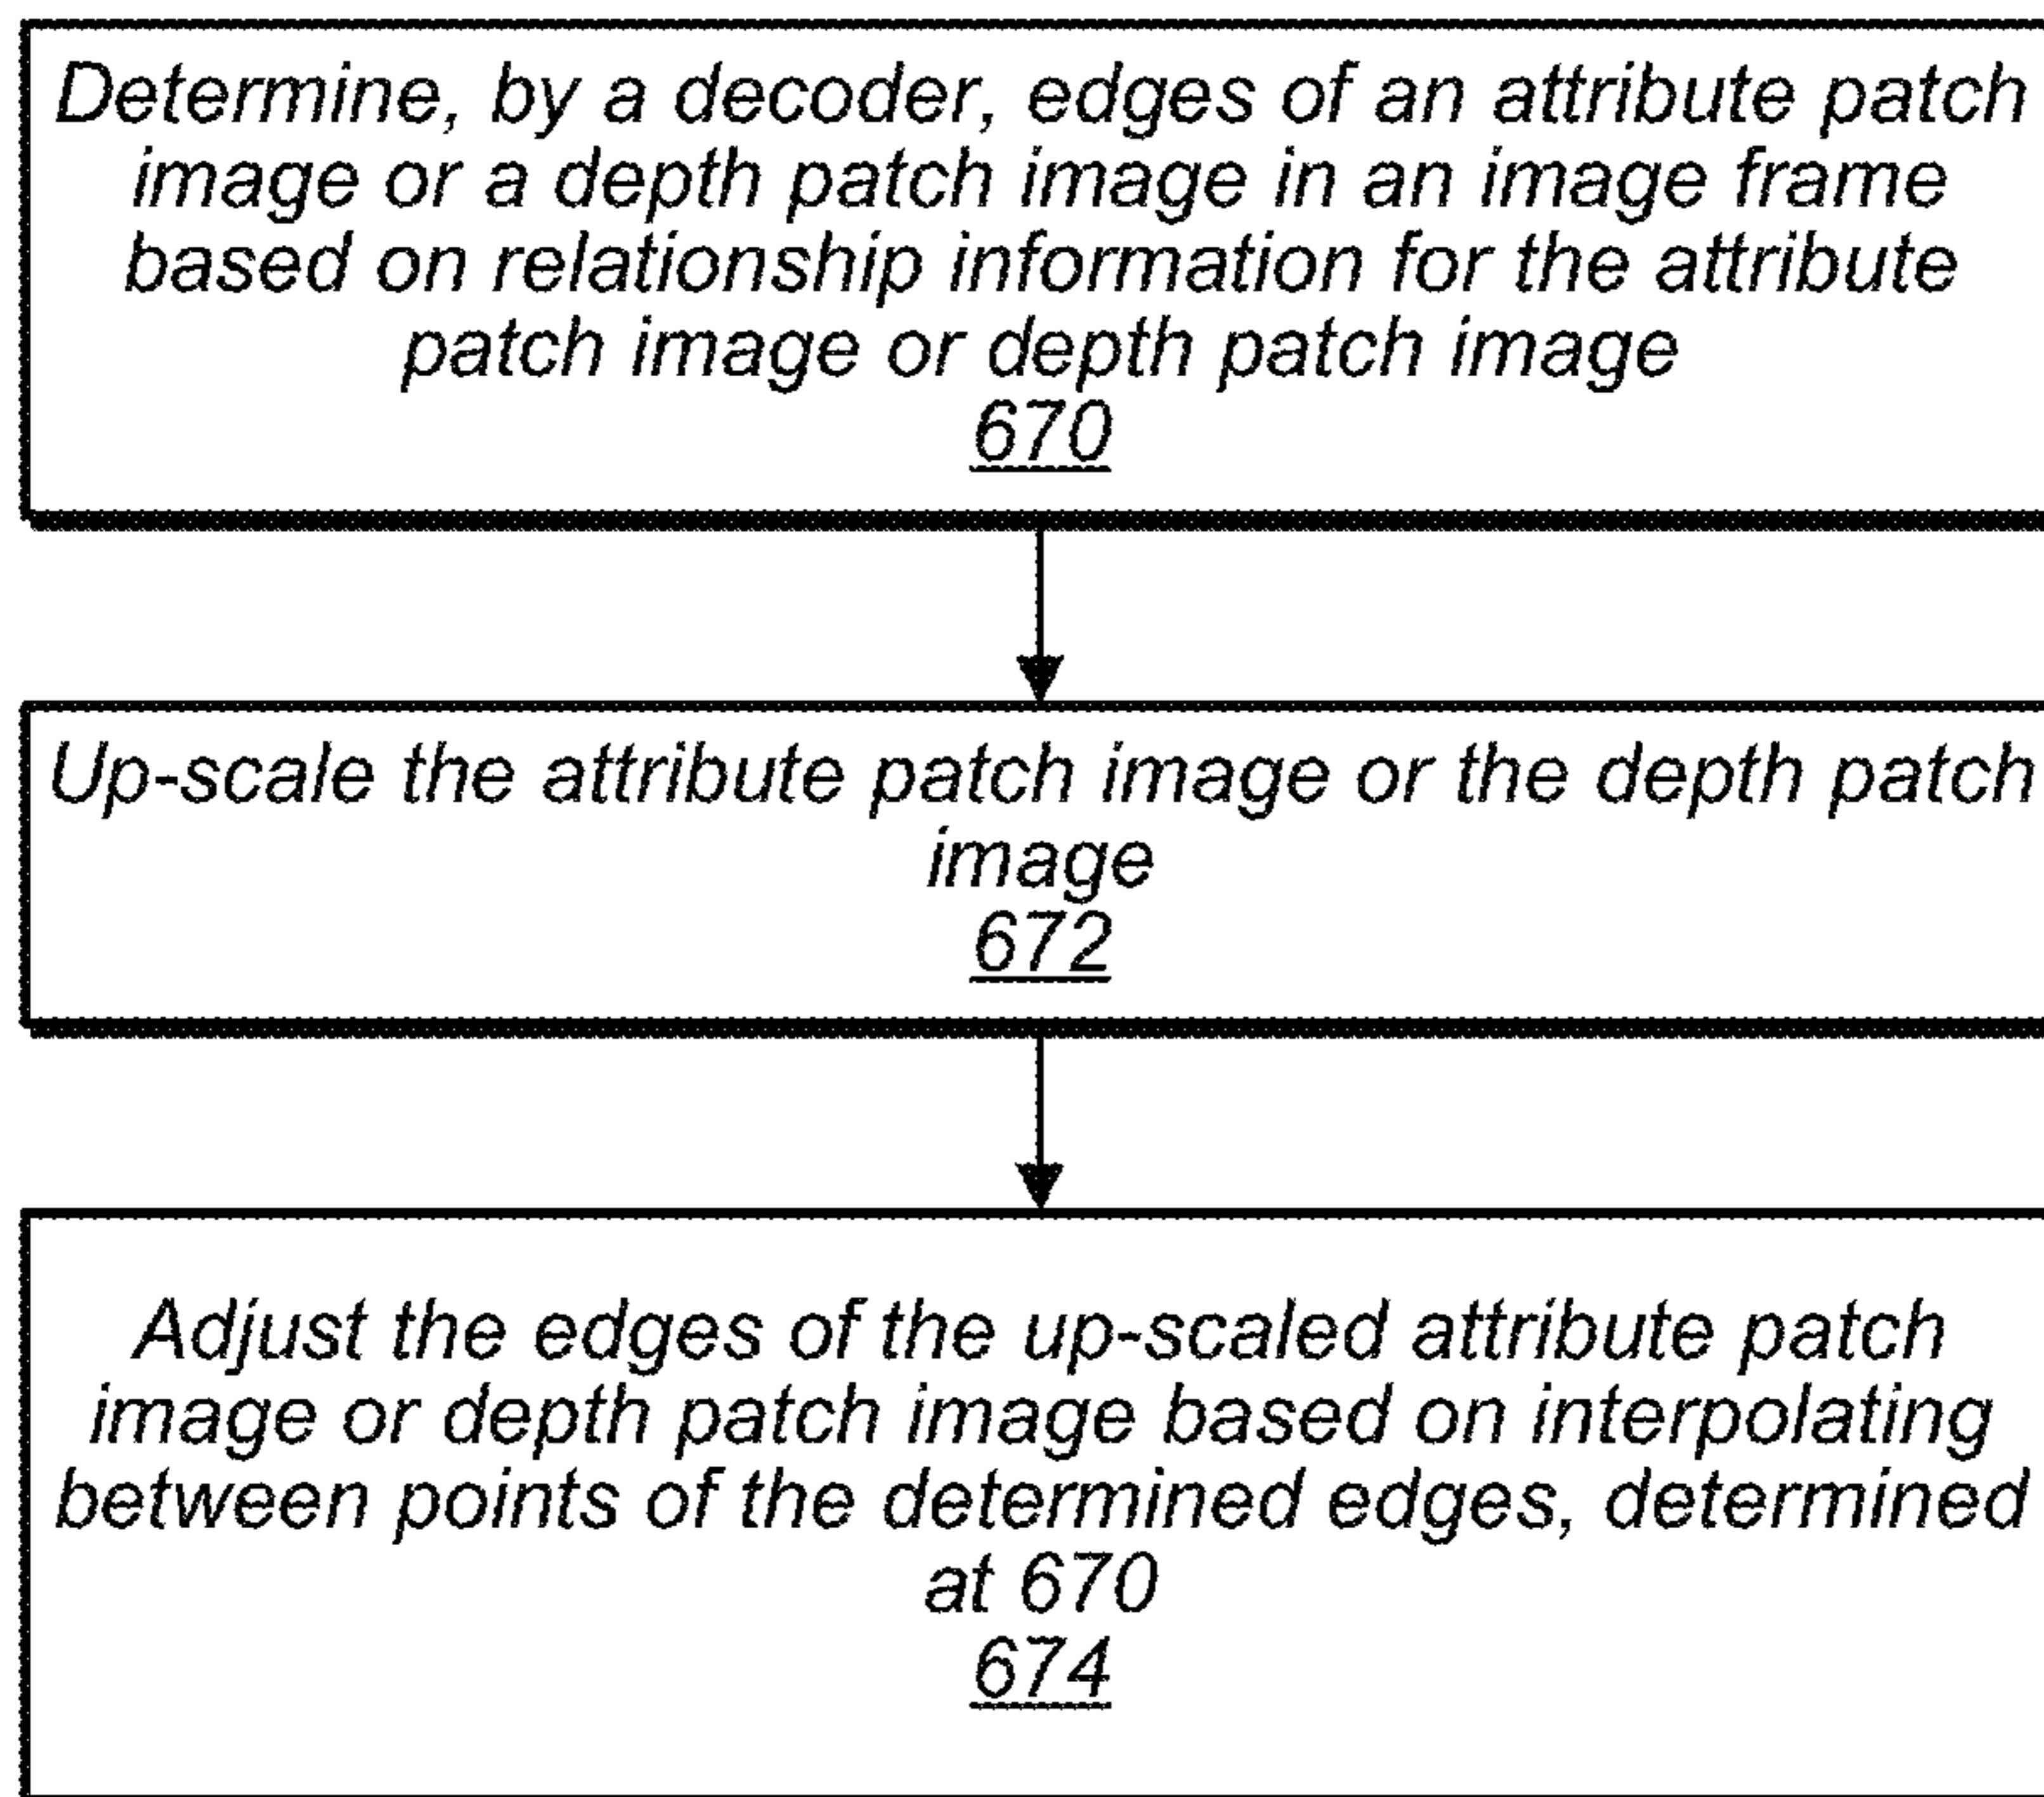 Determine, by a decoder, edges of an attribute patch
image or a depth patch image in an image frame
based on relationship information for the attribute
patch image or depth patch image
670
Up-scale the attribute patch image or the depth patch
image
672
Adjust the edges of the up-scaled attribute patch
image or depth patch image based on interpolating
between points of the determined edges, determined
at 670
674